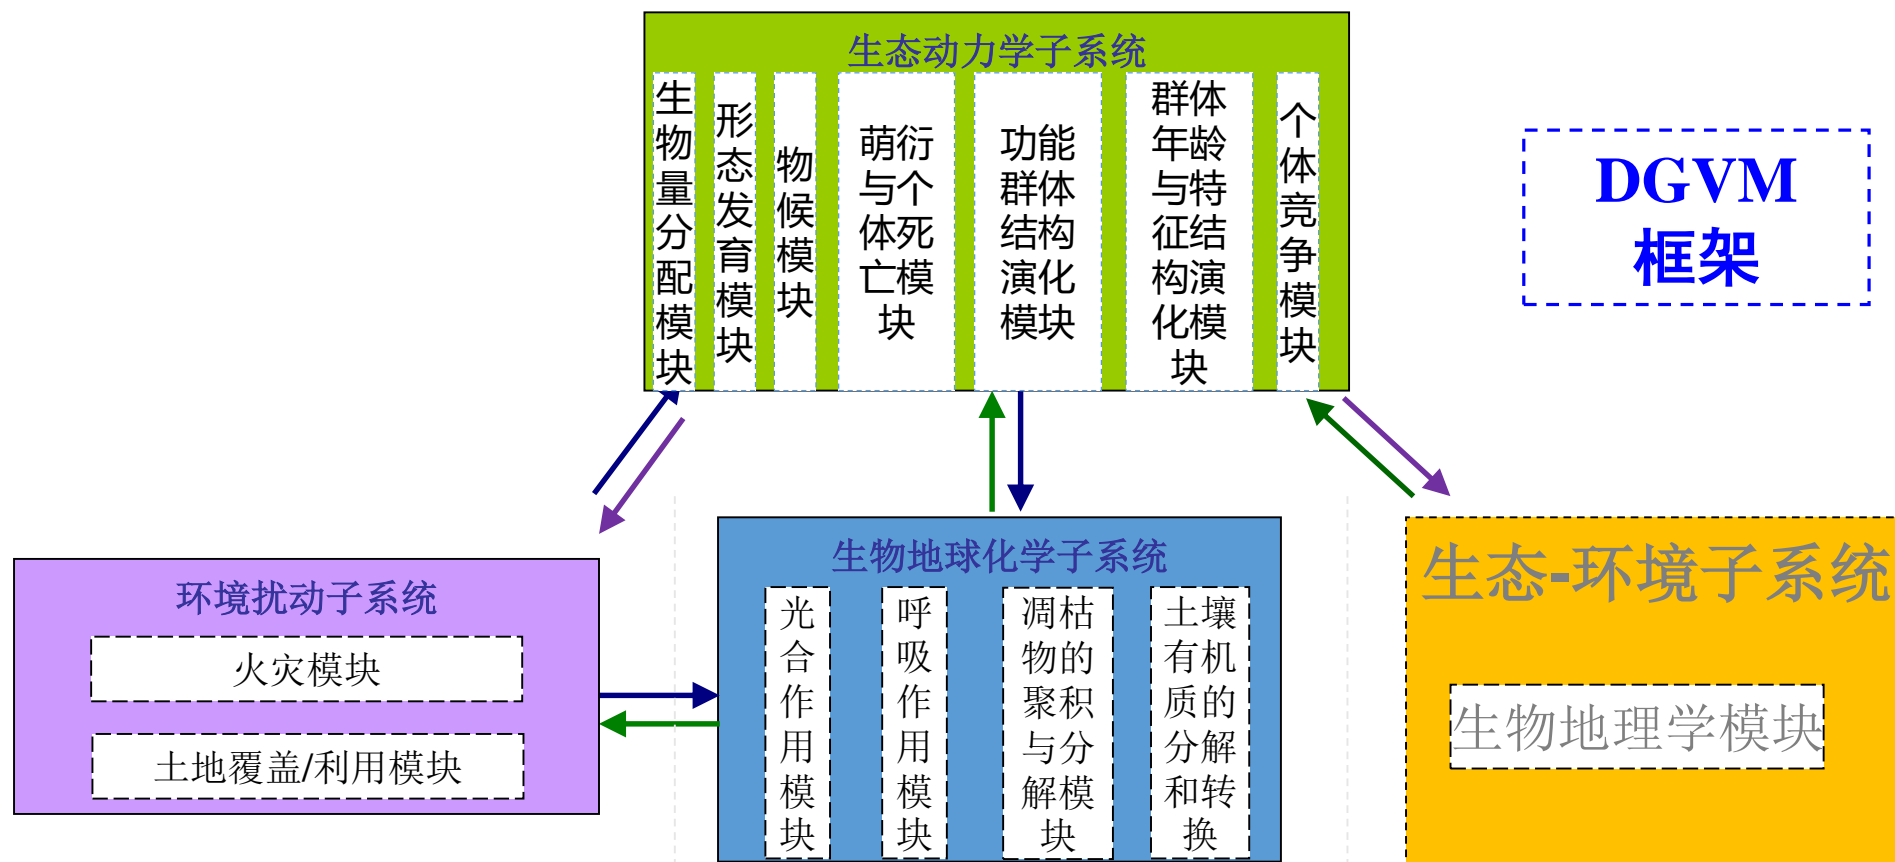 生态动力学子系统
生
物
量
分
配
模
块
形
态
发
育
模
块
物
候
模
块
萌衍
与个
体死
亡模
块
功能
群体
结构
演化
模块
群体
年龄
与特
征结
构演
化模
块
个
体
竞
争
模
块
DGVM
框架
环境扰动子系统
火灾模块
土地覆盖/利用模块
生物地球化学子系统
光
合
作
用
模
块
呼
吸
作
用
模
块
凋枯
物的
聚积
与分
解模
块
土壤
有机
质的
分解
和转
换
生态-环境子系统
生物地理学模块